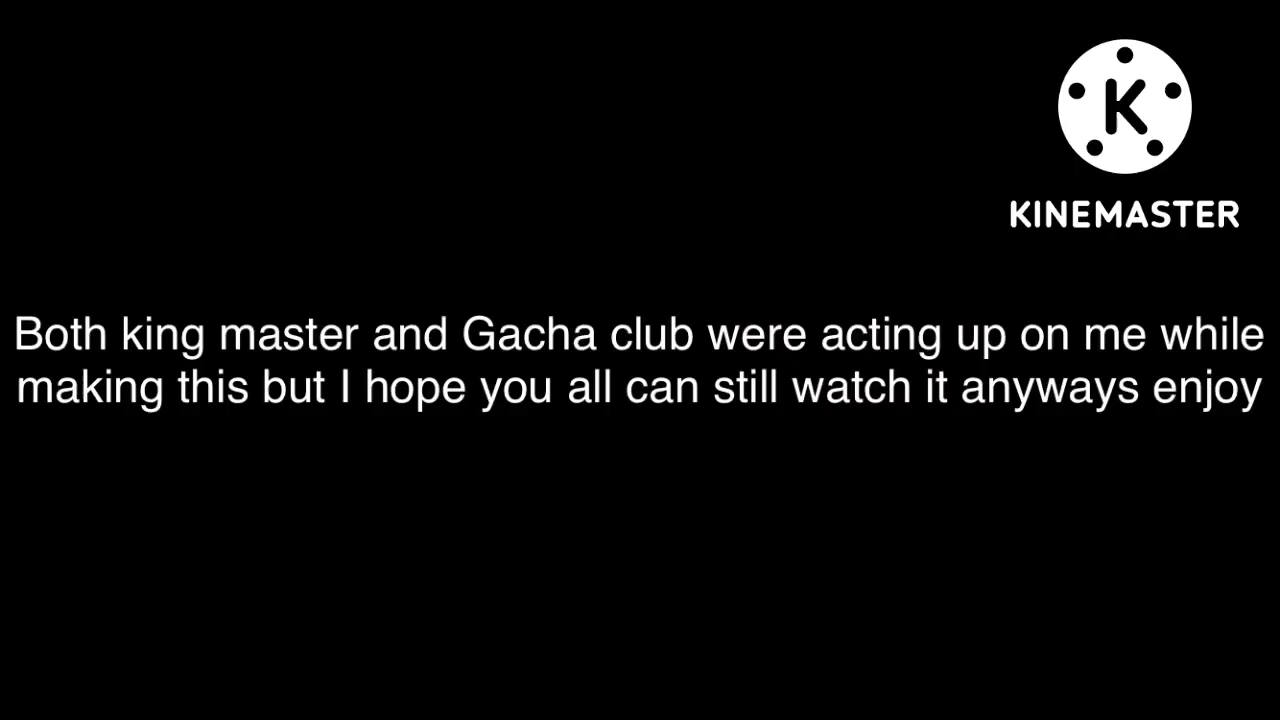 K
KINEMASTER
Both king master and Gacha club were acting up on me while
making this but I hope you all can still watch it anyways enjoy